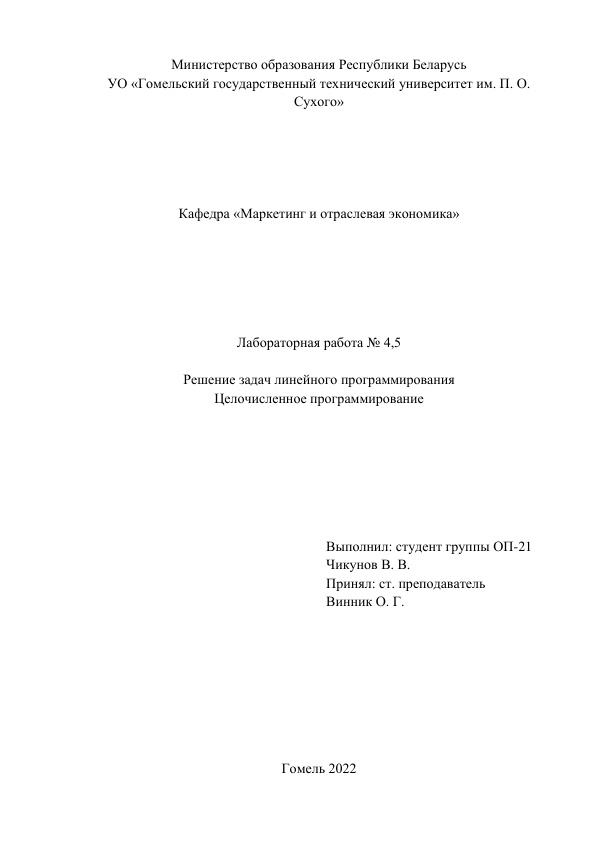 Министерство образования Республики Беларусь
УО «Гомельский государственный технический университет им. П. О.
Сухого»
Кафедра «Маркетинг и отраслевая экономика»
Лабораторная работа № 4,5
Решение задач линейного программирования
Целочисленное программирование
Выполнил: студент группы ОП-21
Чикунов В. В.
Принял: ст. преподаватель
Винник О. Г.
Гомель 2022